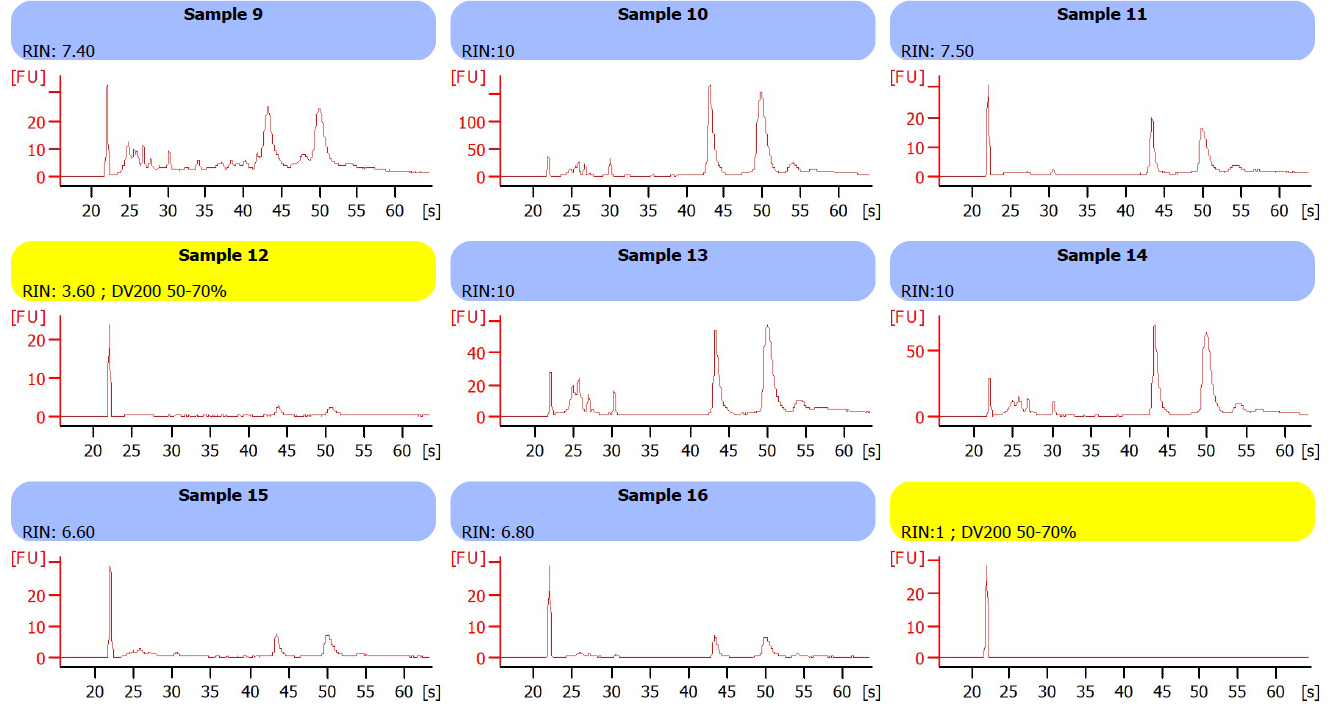 Sample 9
RIN: 7.40
[FU]
20
10
0
20 25 30 35 40 45 50 55 60 [s]
Sample 10
RIN:10
[FU]
100
50
0
20 25 30 35 40 45 50 55 60 [s]
Sample 11
RIN: 7.50
[FU]
20
10
0
20 25 30 35 40 45 50 55 60 [s]
Sample 12
RIN: 3.60 ; DV200 50-70%
[FU]
20
10
0
20 25 30 35 40 45 50 55 60 [s]
Sample 13
RIN:10
[FU]
40
20
0
20 25 30 35 40 45 50 55 60 [s]
Sample 14
RIN:10
[FU]
50
0
20 25 30 35 40 45 50 55 60 [s]
Sample 15
RIN: 6.60
[FU]
20
10
0
20 25 30 35 40 45 50 55 60 [s]
Sample 16
RIN: 6.80
[FU]
20
10
0
20 25 30 35 40 45 50 55 60 [s]
RIN:1 ; DV200 50-70%
[FU]
20
10
0
20 25 30 35 40 45 50 55 60 [s]